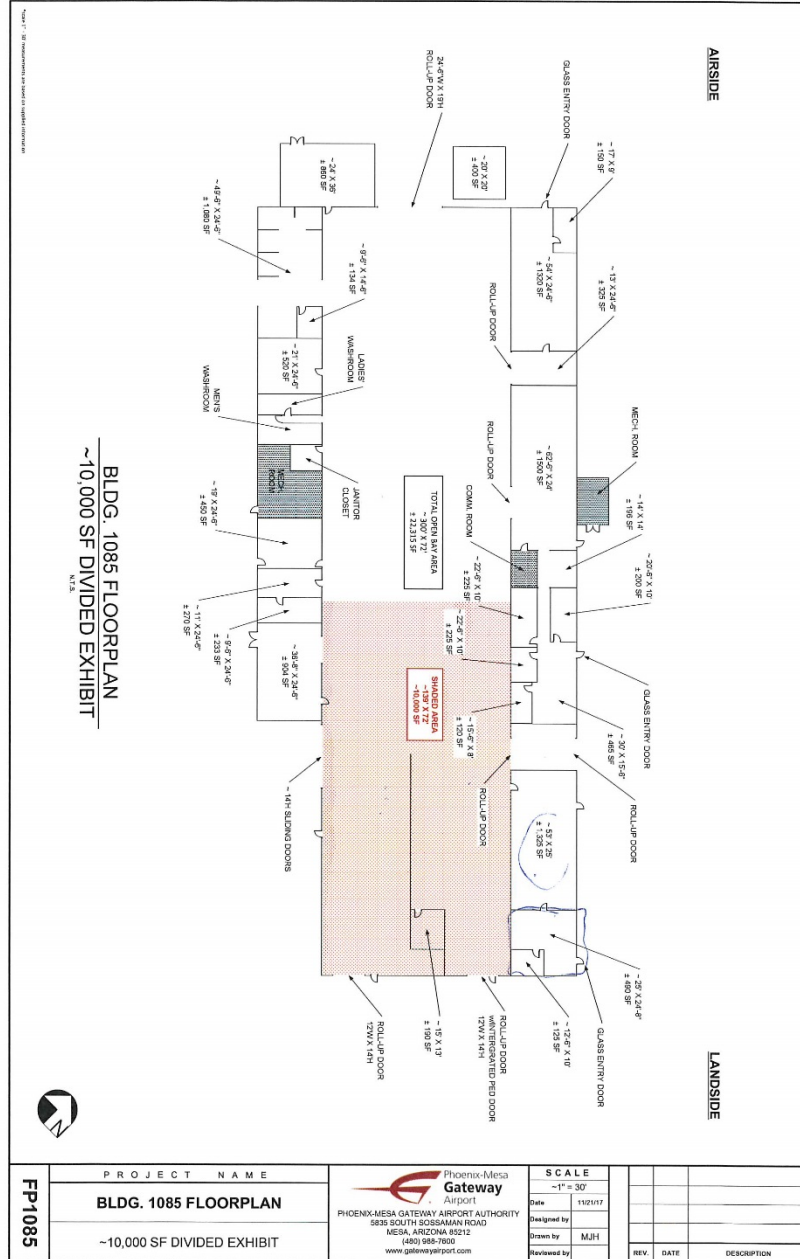 AIRSIDE
LANDSIDE
GLASS ENTRY DOOR
24'-6"W X 19'H
ROLL-UP DOOR
~ 17' X 9'
± 150 SF
~ 20' X 20'
± 400 SF
~ 24' X 36'
± 860 SF
~ 49'-6" X 24'-6"
± 1,080 SF
~ 54' X 24'-6"
± 1320 SF
~ 13' X 24'-6"
± 325 SF
~ 9'-6" X 14'-6"
± 134 SF
ROLL-UP DOOR
LADIES'
WASHROOM
~ 21' X 24'-6"
± 520 SF
MEN'S
WASHROOM
MECH. ROOM
~ 62'-6" X 24'
± 1500 SF
ROLL-UP DOOR
COMM. ROOM
TOTAL OPEN BAY AREA
~ 300' X 72'
± 22,315 SF
JANITOR
CLOSET
MECH.
ROOM
~ 14' X 14'
± 196 SF
~ 19' X 24'-6"
± 450 SF
~ 20'-6" X 10'
± 200 SF
~ 22'-6" X 10'
± 225 SF
~ 22'-6" X 10'
± 225 SF
~ 11' X 24'-6"
± 270 SF
~ 9'-6" X 24'-6"
± 233 SF
~ 36'-8" X 24'-6"
± 904 SF
SHADED AREA
~139' X 72'
~10,000 SF
GLASS ENTRY DOOR
~ 30' X 15'-6"
± 465 SF
~ 15'-6" X 8'
± 120 SF
ROLL-UP DOOR
ROLL-UP DOOR
~ 14'H SLIDING DOORS
~ 53' X 25'
± 1,325 SF
~ 25' X 24'-6"
± 490 SF
GLASS ENTRY DOOR
~ 12'-6" X 10'
± 125 SF
ROLL-UP DOOR
w/INTERGRATED PED DOOR
12'W X 14'H
~ 15' X 13'
± 190 SF
ROLL-UP DOOR
12'W X 14'H
BLDG. 1085 FLOORPLAN
~10,000 SF DIVIDED EXHIBIT
N.T.S.
N
FP1085
PROJECT NAME
BLDG. 1085 FLOORPLAN
~10,000 SF DIVIDED EXHIBIT
Phoenix-Mesa
Gateway
Airport
PHOENIX-MESA GATEWAY AIRPORT AUTHORITY
5835 SOUTH SOSSAMAN ROAD
MESA, ARIZONA 85212
(480) 988-7600
www.gatewayairport.com
SCALE
~1" = 30'
Date 11/21/17
Designed by
Drawn by MJH
Reviewed by
REV. DATE DESCRIPTION